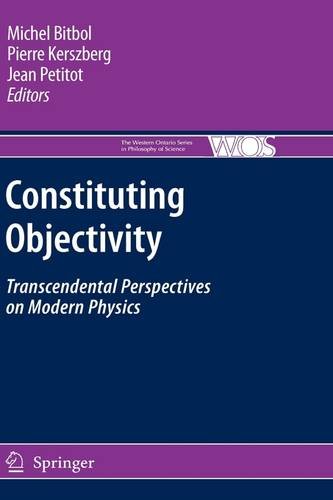 Michel Bitbol
Pierre Kerszberg
Jean Petitot
Editors
The Western Ontario Series
in Philosophy of Science
WOS
Constituting
Objectivity
Transcendental Perspectives
on Modern Physics
Springer